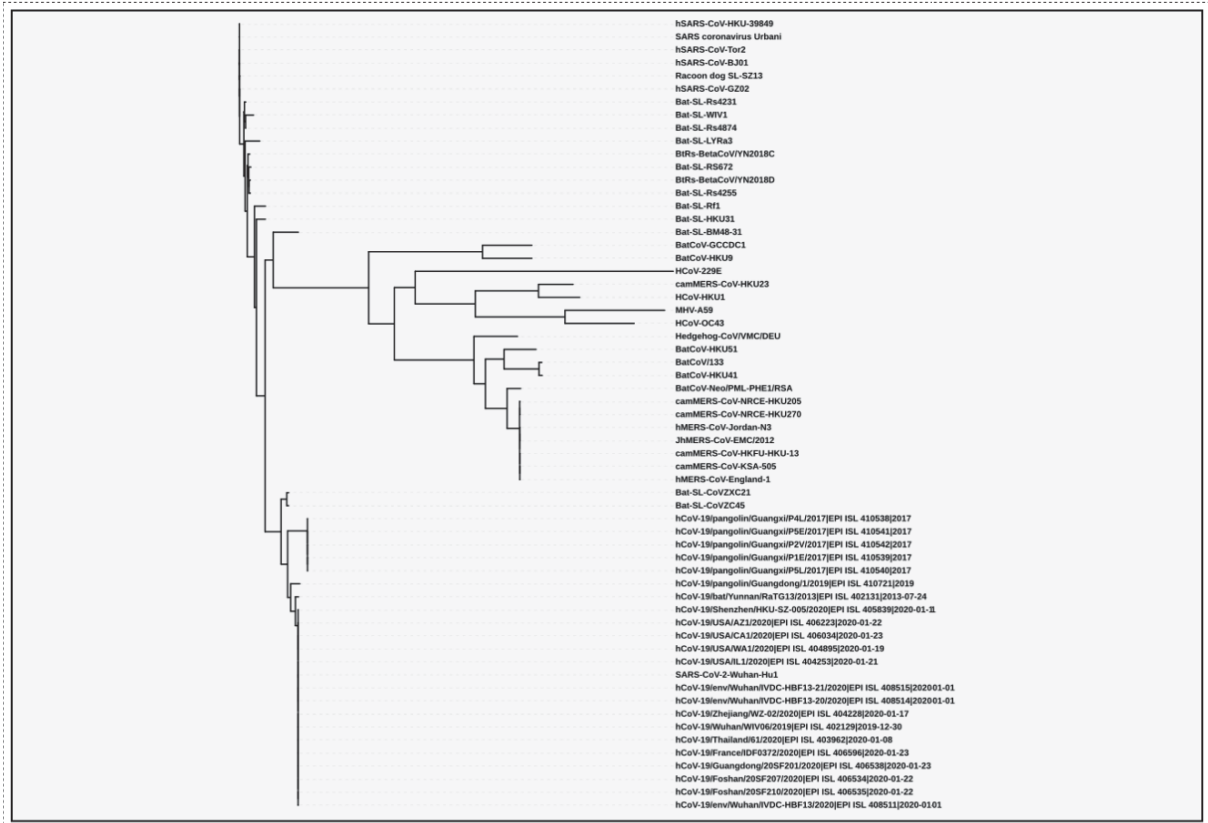 hSARS-CoV-HKU-39849
SARS coronavirus Urbani
hSARS-CoV-Tor2
hSARS-CoV-BJ01
Racoon dog SL-SZ13
hSARS-CoV-GZ02
Bat-SL-Rs4231
Bat-SL-WIV1
Bat-SL-Rs4874
Bat-SL-LYRa3
BtRs-BetaCoV/YN2018C
Bat-SL-RS672
BtRs-BetaCoV/YN2018D
Bat-SL-Rs4255
Bat-SL-Rf1
Bat-SL-HKU31
Bat-SL-BM48-31
BatCoV-GCCDC1
BatCoV-HKU9
HCoV-229E
camMERS-CoV-HKU23
HCoV-HKU1
MHV-A59
HCoV-OC43
Hedgehog-CoV/VMC/DEU
BatCoV-HKU51
BatCoV/133
BatCoV-HKU41
BatCoV-Neo/PML-PHE1/RSA
camMERS-CoV-NRCE-HKU205
camMERS-CoV-NRCE-HKU270
hMERS-CoV-Jordan-N3
JhMERS-CoV-EMC/2012
camMERS-CoV-HKFU-HKU-13
camMERS-CoV-KSA-505
hMERS-CoV-England-1
Bat-SL-CoVZXC21
Bat-SL-CoVZC45
hCoV-19/pangolin/Guangxi/P4L/2017|EPI ISL 410538|2017
hCoV-19/pangolin/Guangxi/P5E/2017|EPI ISL 410541|2017
hCoV-19/pangolin/Guangxi/P2V/2017|EPI ISL 410542|2017
hCoV-19/pangolin/Guangxi/P1E/2017|EPI ISL 410539|2017
hCoV-19/pangolin/Guangxi/P5L/2017|EPI ISL 410540|2017
hCoV-19/pangolin/Guangdong/1/2019|EPI ISL 410721|2019
hCoV-19/bat/Yunnan/RaTG13/2013|EPI ISL 402131|2013-07-24
hCoV-19/Shenzhen/HKU-SZ-005/2020|EPI ISL 405839|2020-01-11
hCoV-19/USA/AZ1/2020|EPI ISL 406223|2020-01-22
hCoV-19/USA/CA1/2020|EPI ISL 406034|2020-01-23
hCoV-19/USA/WA1/2020|EPI ISL 404895|2020-01-19
hCoV-19/USA/IL1/2020|EPI ISL 404253|2020-01-21
SARS-CoV-2-Wuhan-Hu1
hCoV-19/env/Wuhan/IVDC-HBF13-21/2020|EPI ISL 408515|202001-01
hCoV-19/env/Wuhan/IVDC-HBF13-20/2020|EPI ISL 408514|202001-01
hCoV-19/Zhejiang/WZ-02/2020|EPI ISL 404228|2020-01-17
hCoV-19/Wuhan/WIV06/2019|EPI ISL 402129|2019-12-30
hCoV-19/Thailand/61/2020|EPI ISL 403962|2020-01-08
hCoV-19/France/IDF0372/2020|EPI ISL 406596|2020-01-23
hCoV-19/Guangdong/20SF201/2020|EPI ISL 406538|2020-01-23
hCoV-19/Foshan/20SF207/2020|EPI ISL 406534|2020-01-22
hCoV-19/Foshan/20SF210/2020|EPI ISL 406535|2020-01-22
hCoV-19/env/Wuhan/IVDC-HBF13/2020|EPI ISL 408511|2020-0101